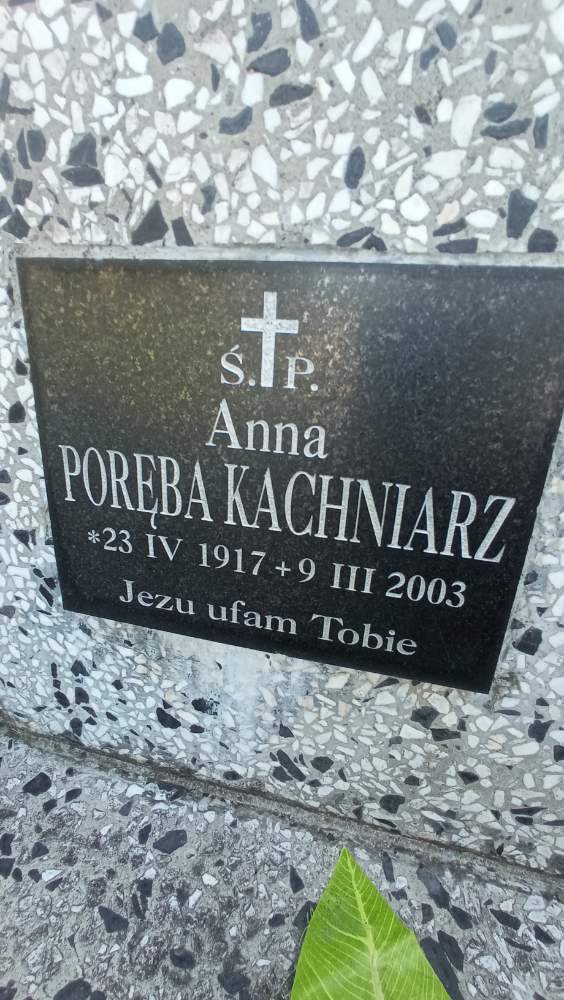 Ś. P.
Anna
PORĘBA KACHNIARZ
*23 IV 1917 + 9 III 2003
Jezu ufam Tobie